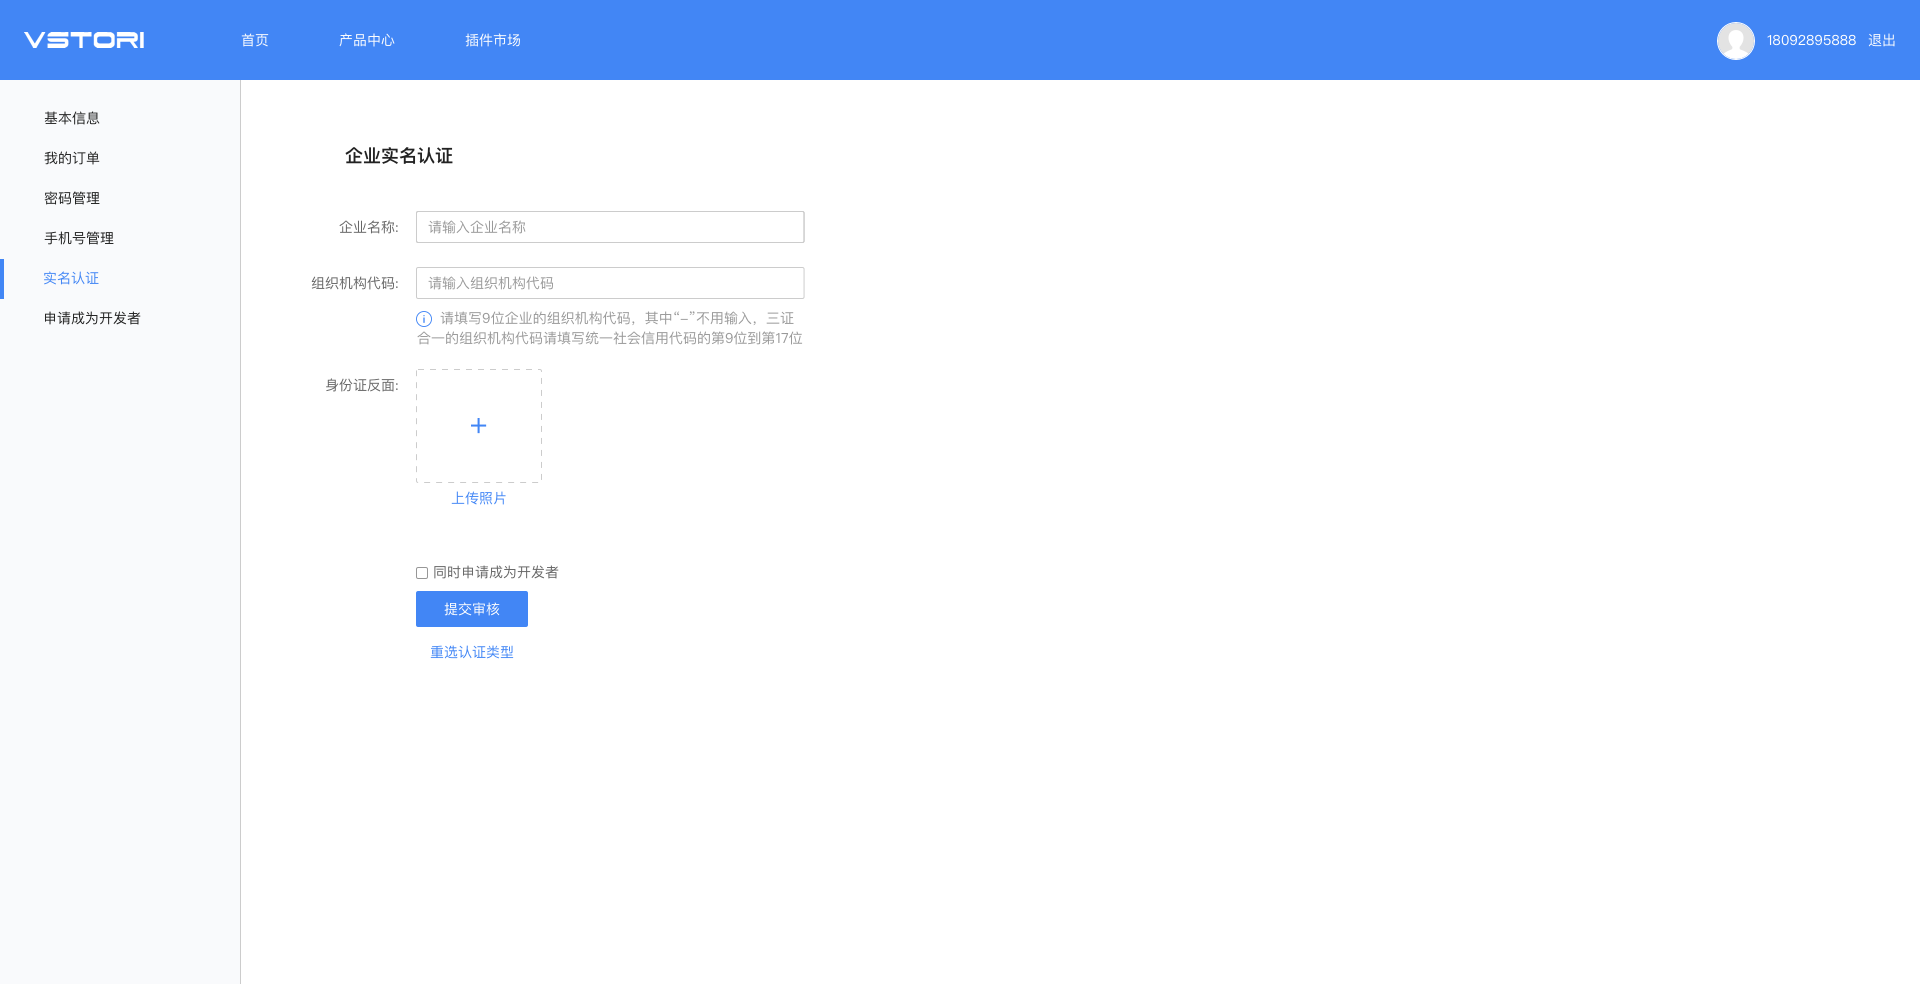 VSTORI
首页
产品中心
插件市场
18092895888
退出
基本信息
我的订单
密码管理
手机号管理
实名认证
申请成为开发者
企业实名认证
企业名称:
请输入企业名称
组织机构代码:
请输入组织机构代码
请填写9位企业的组织机构代码，其中“-”不用输入，三证
合一的组织机构代码请填写统一社会信用代码的第9位到第17位
身份证反面:
上传照片
同时申请成为开发者
提交审核
重选认证类型